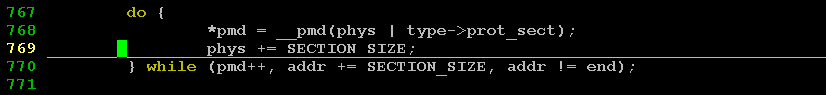 767 do {
768 *pmd = __pmd(phys | type->prot_sect);
769 phys += SECTION_SIZE;
770 } while (pmd++, addr += SECTION_SIZE, addr != end);
771